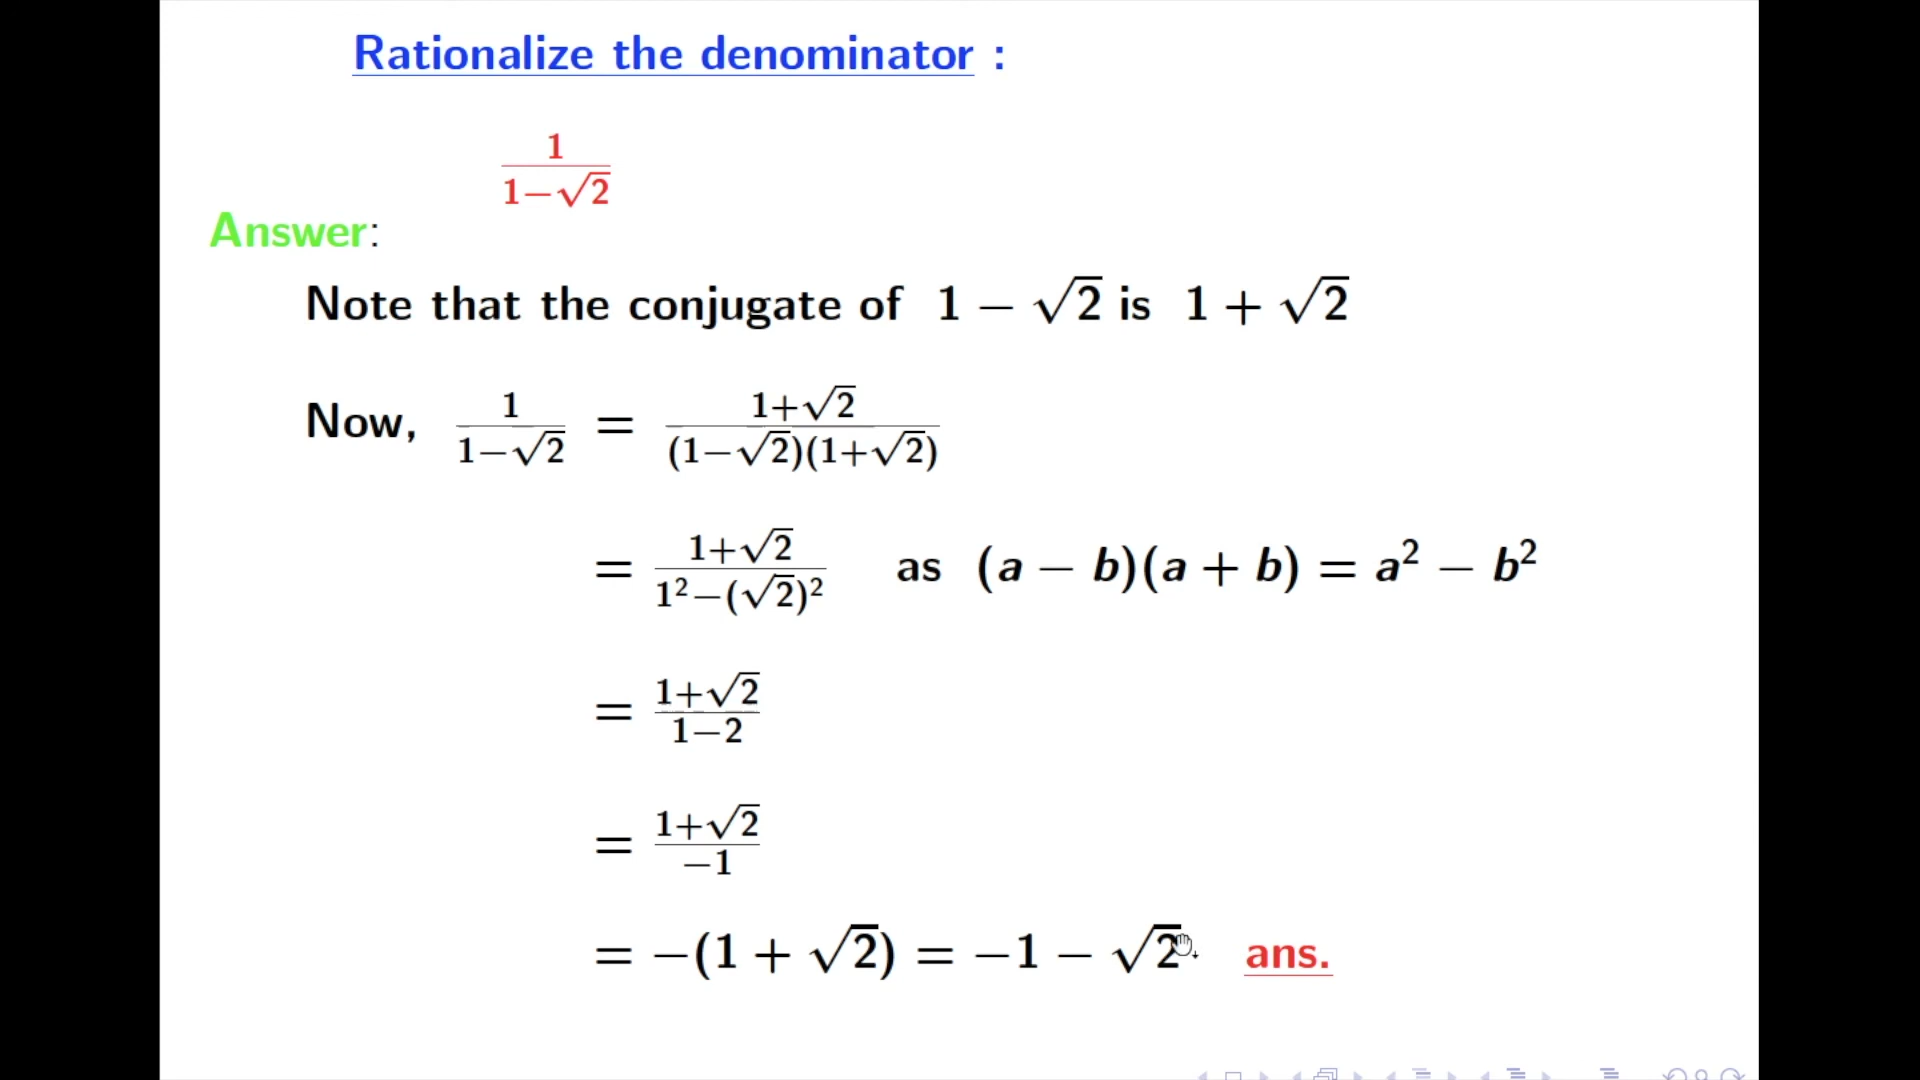 Rationalize the denominator :
1/(1−√2)
Answer:
Note that the conjugate of 1 − √2 is 1 + √2
Now, 1/(1−√2) = (1+√2)/((1−√2)(1+√2))
= (1+√2)/(1²−(√2)²) as (a − b)(a + b) = a² − b²
= (1+√2)/(1−2)
= (1+√2)/(−1)
= −(1 + √2) = −1 − √2 ans.